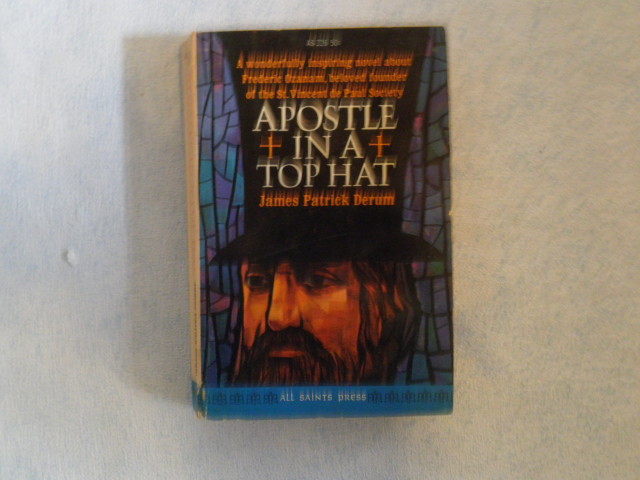 A wonderfully inspiring novel about
Frederic Ozanam, beloved founder
of the St. Vincent de Paul Society
APOSTLE
IN A
TOP HAT
James Patrick Derum
ALL SAINTS PRESS